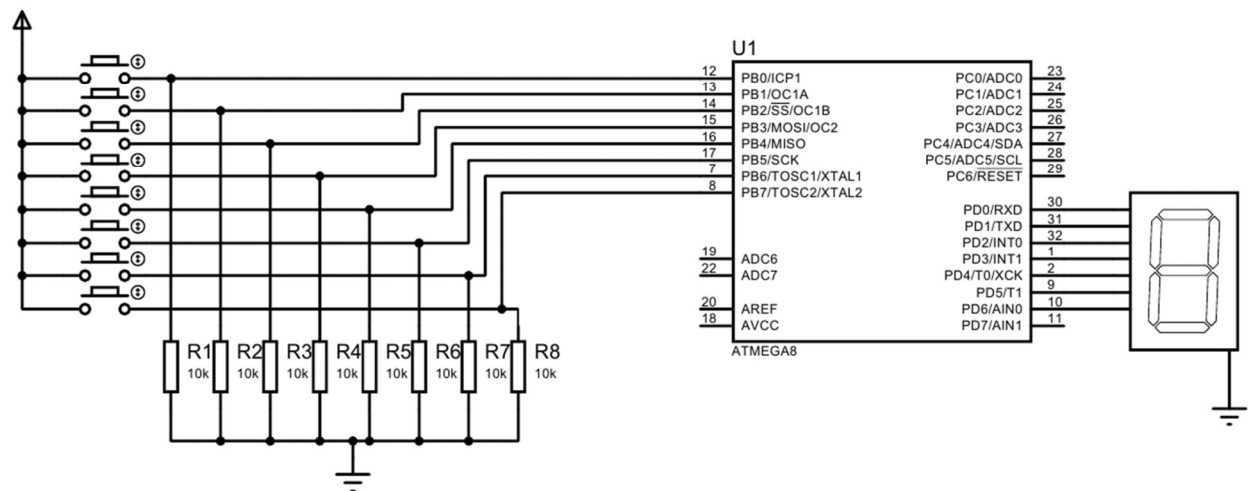 U1
12 PB0/ICP1 PC0/ADC0 23
13 PB1/OC1A PC1/ADC1 24
14 PB2/SS/OC1B PC2/ADC2 25
15 PB3/MOSI/OC2 PC3/ADC3 26
16 PB4/MISO PC4/ADC4/SDA 27
17 PB5/SCK PC5/ADC5/SCL 28
7 PB6/TOSC1/XTAL1 PC6/RESET 29
8 PB7/TOSC2/XTAL2
PD0/RXD 30
PD1/TXD 31
PD2/INT0 32
19 ADC6 PD3/INT1 1
22 ADC7 PD4/T0/XCK 2
PD5/T1 9
20 AREF PD6/AIN0 10
18 AVCC PD7/AIN1 11
ATMEGA8
R1 R2 R3 R4 R5 R6 R7 R8
10k 10k 10k 10k 10k 10k 10k 10k